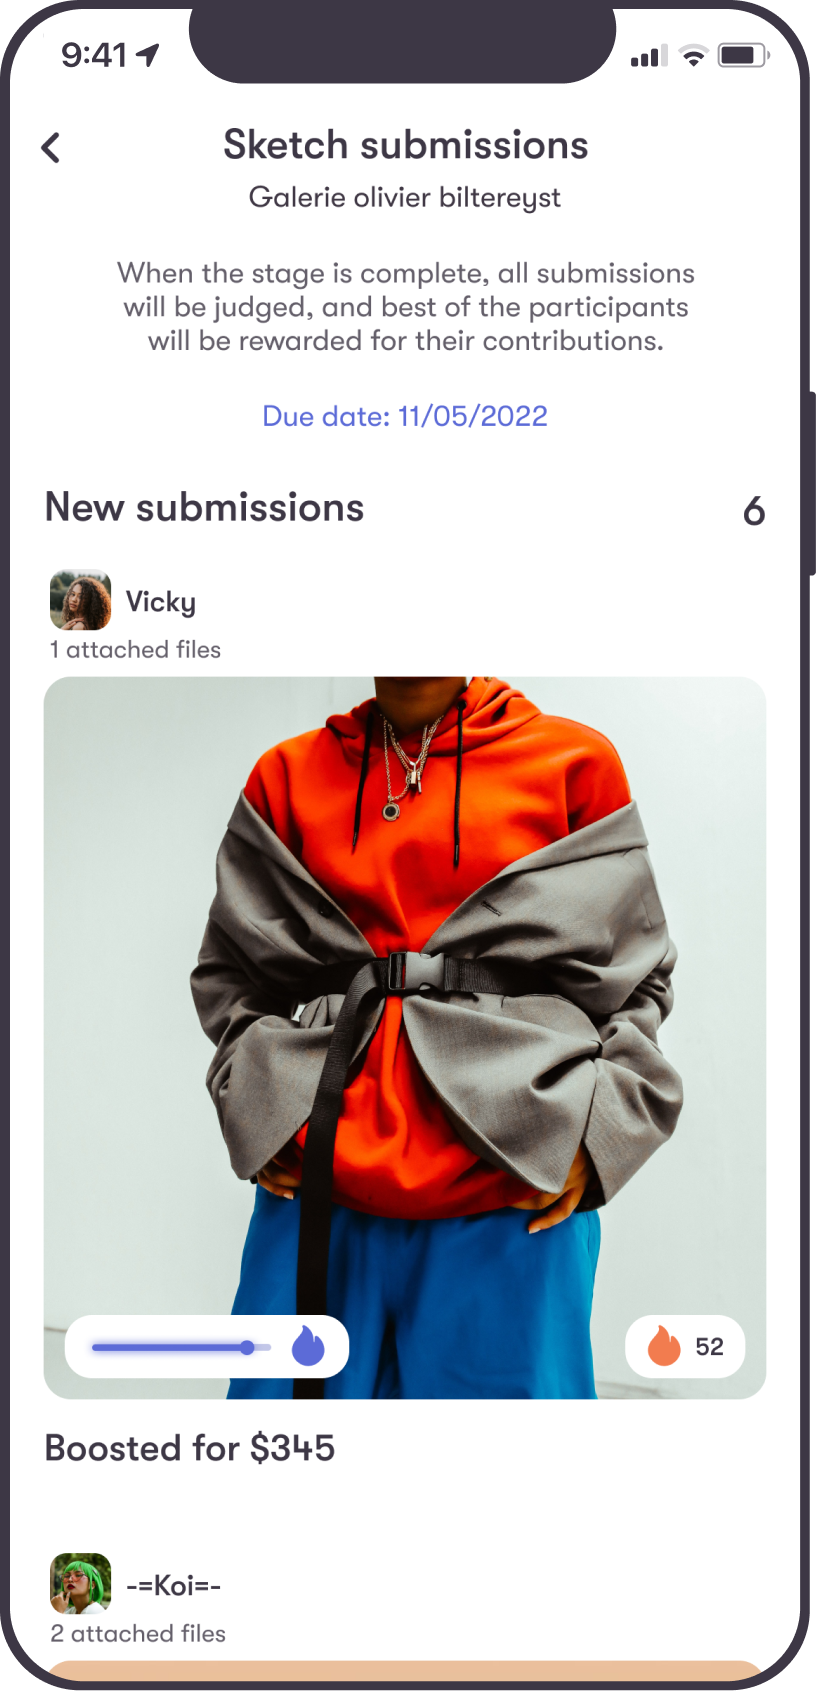 9:41
Sketch submissions
Galerie olivier biltereyst
When the stage is complete, all submissions
will be judged, and best of the participants
will be rewarded for their contributions.
Due date: 11/05/2022
New submissions 6
Vicky
1 attached files
52
Boosted for $345
-=Koi=-
2 attached files